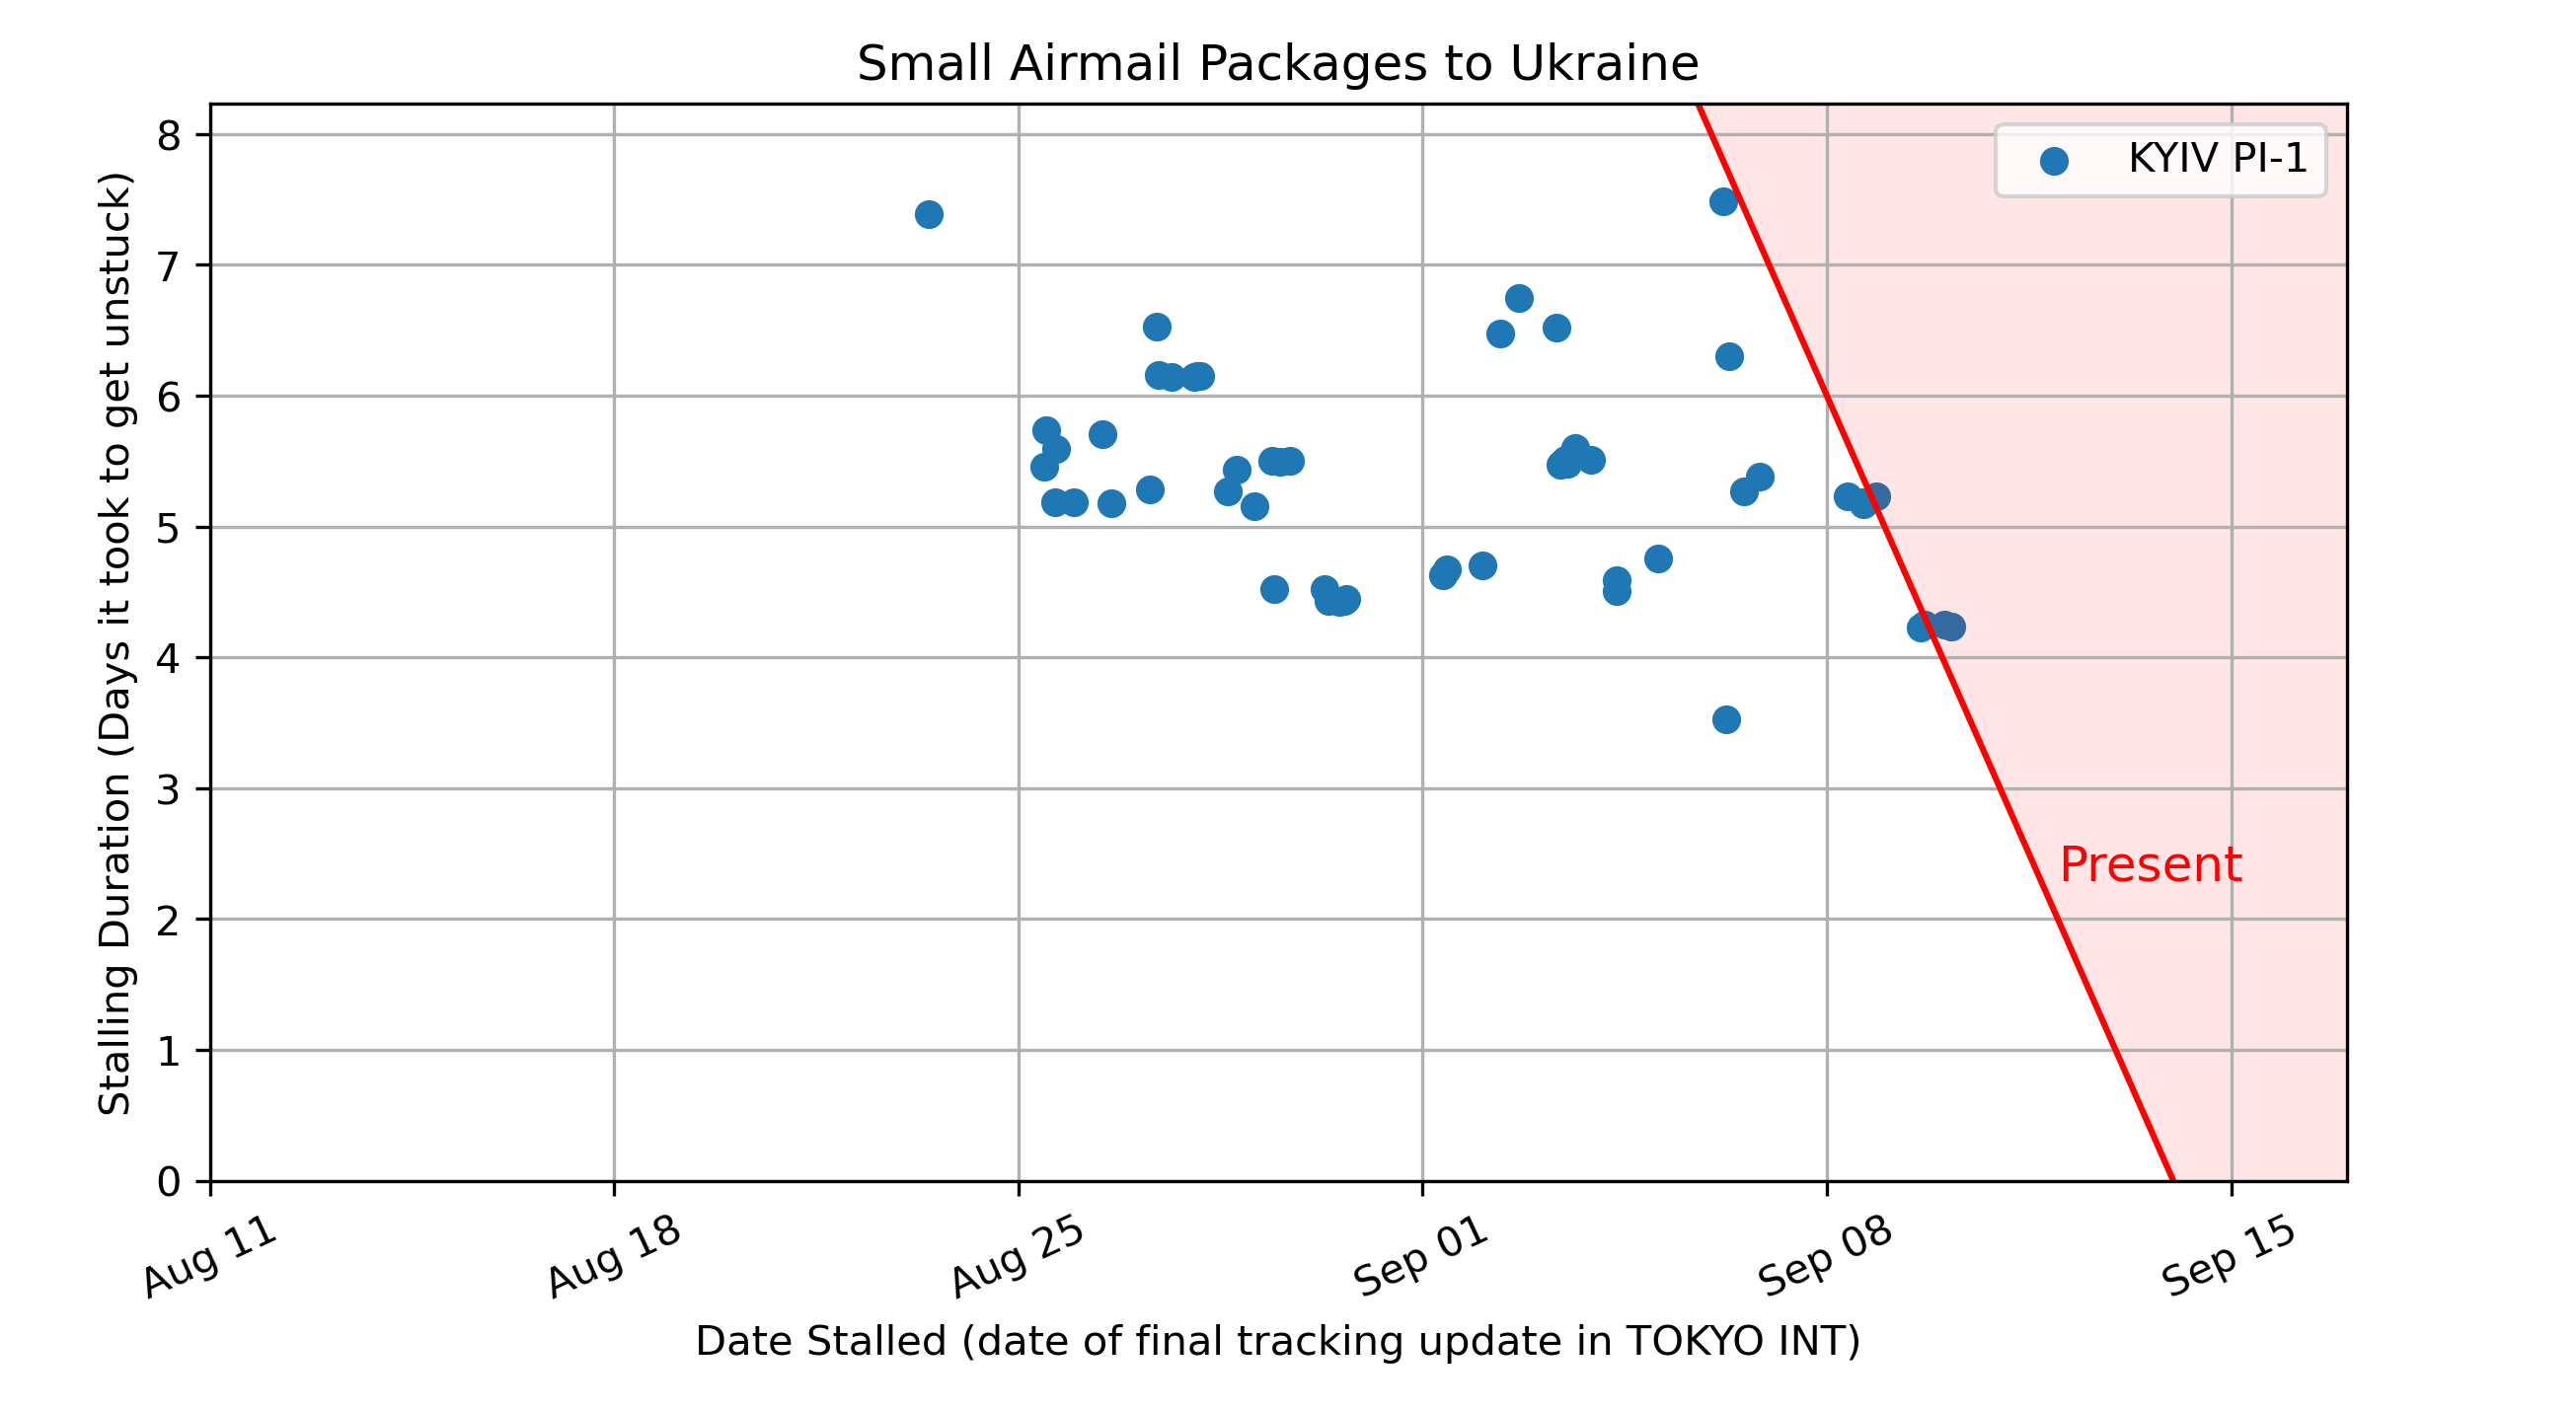 Small Airmail Packages to Ukraine
KYIV PI-1
Stalling Duration (Days it took to get unstuck)
8
7
6
5
4
3
2
1
0
Present
Aug 11
Aug 18
Aug 25
Sep 01
Sep 08
Sep 15
Date Stalled (date of final tracking update in TOKYO INT)